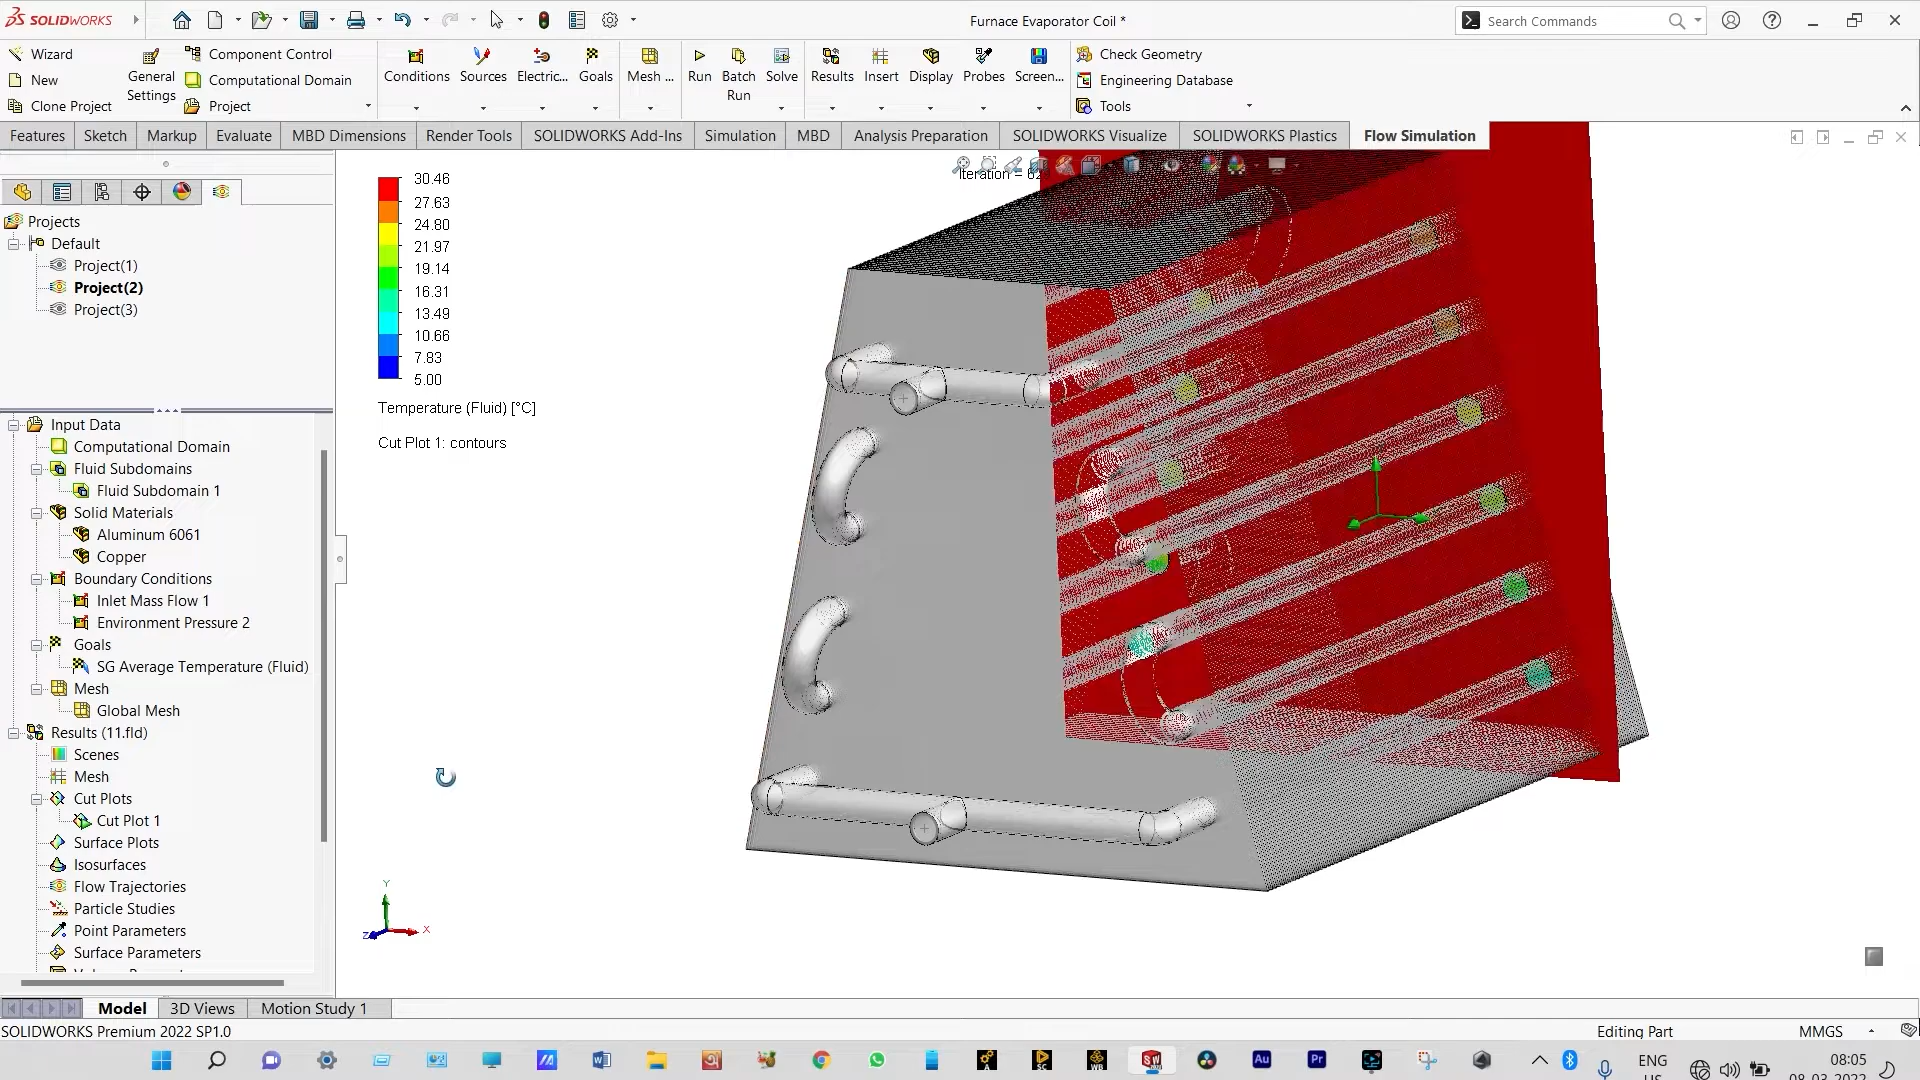 SOLIDWORKS
Furnace Evaporator Coil *
Search Commands
Wizard
New
Clone Project
General Settings
Component Control
Computational Domain
Project
Conditions
Sources
Electric...
Goals
Mesh ...
Run
Batch Run
Solve
Results
Insert
Display
Probes
Screen...
Check Geometry
Engineering Database
Tools
Features
Sketch
Markup
Evaluate
MBD Dimensions
Render Tools
SOLIDWORKS Add-Ins
Simulation
MBD
Analysis Preparation
SOLIDWORKS Visualize
SOLIDWORKS Plastics
Flow Simulation
Projects
Default
Project(1)
Project(2)
Project(3)
Input Data
Computational Domain
Fluid Subdomains
Fluid Subdomain 1
Solid Materials
Aluminum 6061
Copper
Boundary Conditions
Inlet Mass Flow 1
Environment Pressure 2
Goals
SG Average Temperature (Fluid)
Mesh
Global Mesh
Results (11.fld)
Scenes
Mesh
Cut Plots
Cut Plot 1
Surface Plots
Isosurfaces
Flow Trajectories
Particle Studies
Point Parameters
Surface Parameters
Iteration =
30.46
27.63
24.80
21.97
19.14
16.31
13.49
10.66
7.83
5.00
Temperature (Fluid) [°C]
Cut Plot 1: contours
Y
X
Z
Model
3D Views
Motion Study 1
SOLIDWORKS Premium 2022 SP1.0
Editing Part
MMGS
ENG
08:05